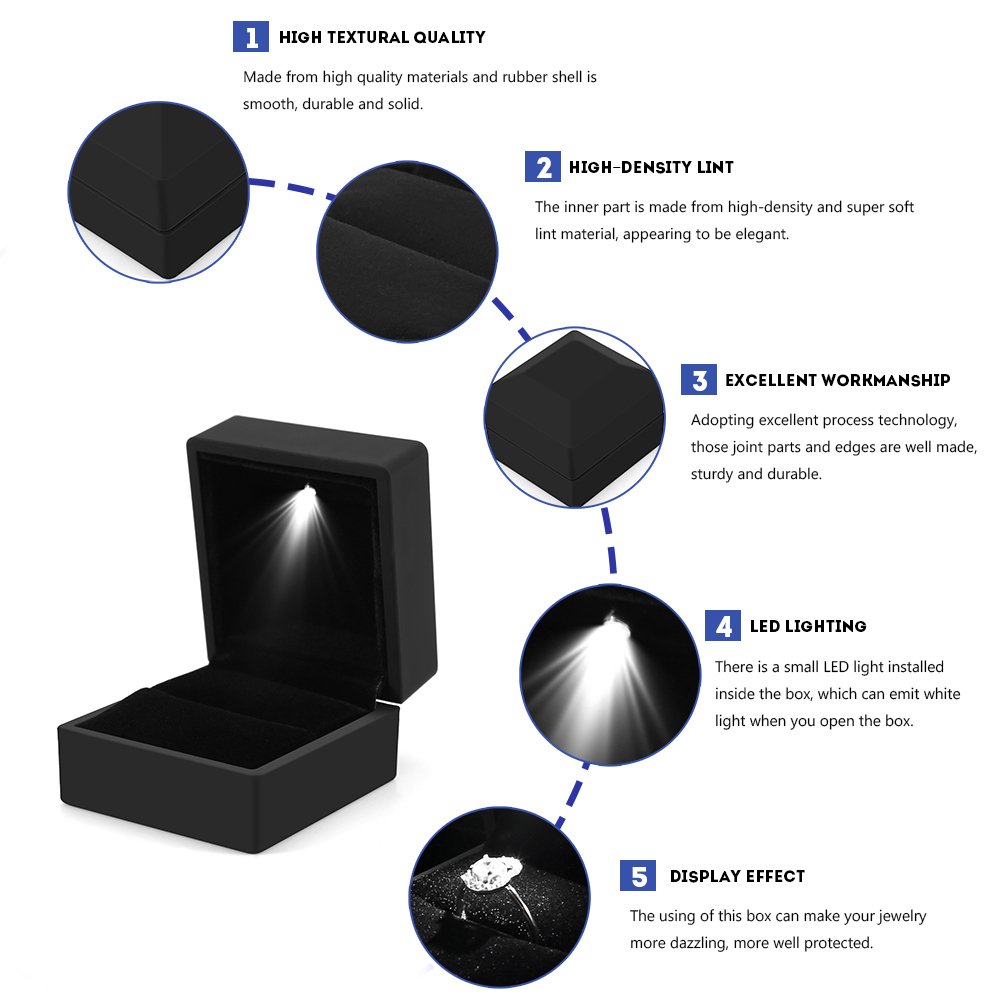 1 HIGH TEXTURAL QUALITY
Made from high quality materials and rubber shell is
smooth, durable and solid.
2 HIGH-DENSITY LINT
The inner part is made from high-density and super soft
lint material, appearing to be elegant.
3 EXCELLENT WORKMANSHIP
Adopting excellent process technology,
those joint parts and edges are well made,
sturdy and durable.
4 LED LIGHTING
There is a small LED light installed
inside the box, which can emit white
light when you open the box.
5 DISPLAY EFFECT
The using of this box can make your jewelry
more dazzling, more well protected.